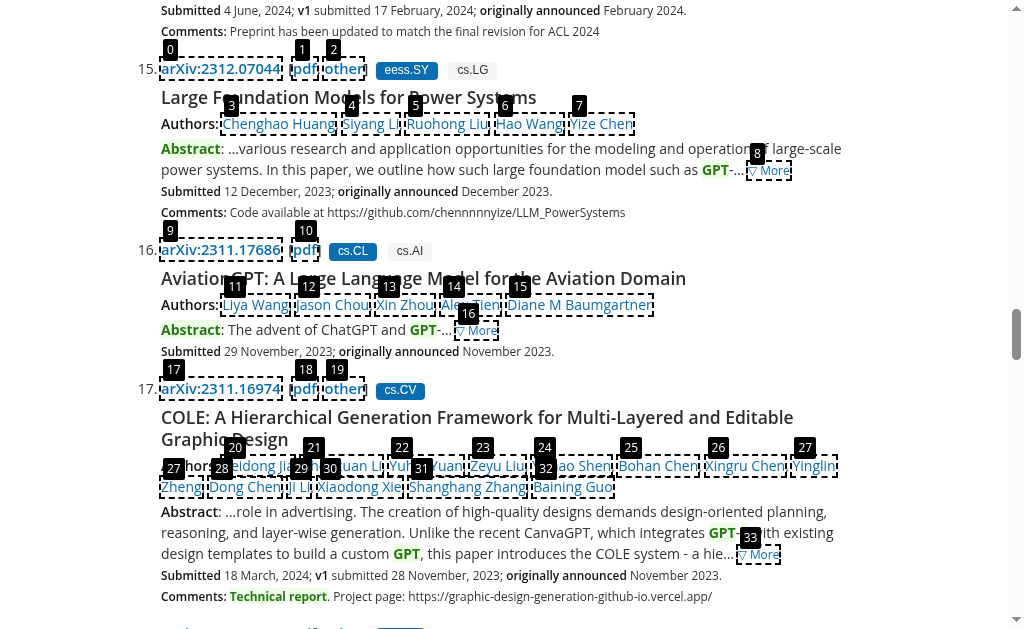 Submitted 4 June, 2024; v1 submitted 17 February, 2024; originally announced February 2024.
Comments: Preprint has been updated to match the final revision for ACL 2024
0 1 2
15. arXiv:2312.07044 [pdf, other] eess.SY cs.LG
Large Foundation Models for Power Systems
3 4 5 6 7
Authors: Chenghao Huang, Siyang Li, Ruohong Liu, Hao Wang, Yize Chen
Abstract: …various research and application opportunities for the modeling and operation of large-scale
8
power systems. In this paper, we outline how such large foundation model such as GPT-… ▽ More
Submitted 12 December, 2023; originally announced December 2023.
Comments: Code available at https://github.com/chennnnnyize/LLM_PowerSystems
9 10
16. arXiv:2311.17686 [pdf] cs.CL cs.AI
AviationGPT: A Large Language Model for the Aviation Domain
11 12 13 14 15
Authors: Liya Wang, Jason Chou, Xin Zhou, Alex Tien, Diane M Baumgartner
16
Abstract: The advent of ChatGPT and GPT-… ▽ More
Submitted 29 November, 2023; originally announced November 2023.
17 18 19
17. arXiv:2311.16974 [pdf, other] cs.CV
COLE: A Hierarchical Generation Framework for Multi-Layered and Editable
Graphic Design
20 21 22 23 24 25 26 27
Authors: Li, Yuan, Zeyu Liu, Shen, Bohan Chen, Xingru Chen, Yinglin
27 28 29 30 31 32
Zheng, Dong Chen, Ji Li, Xiaodong Xie, Shanghang Zhang, Baining Guo
Abstract: …role in advertising. The creation of high-quality designs demands design-oriented planning,
reasoning, and layer-wise generation. Unlike the recent CanvaGPT, which integrates GPT- with existing
33
design templates to build a custom GPT, this paper introduces the COLE system - a hie… ▽ More
Submitted 18 March, 2024; v1 submitted 28 November, 2023; originally announced November 2023.
Comments: Technical report. Project page: https://graphic-design-generation-github-io.vercel.app/